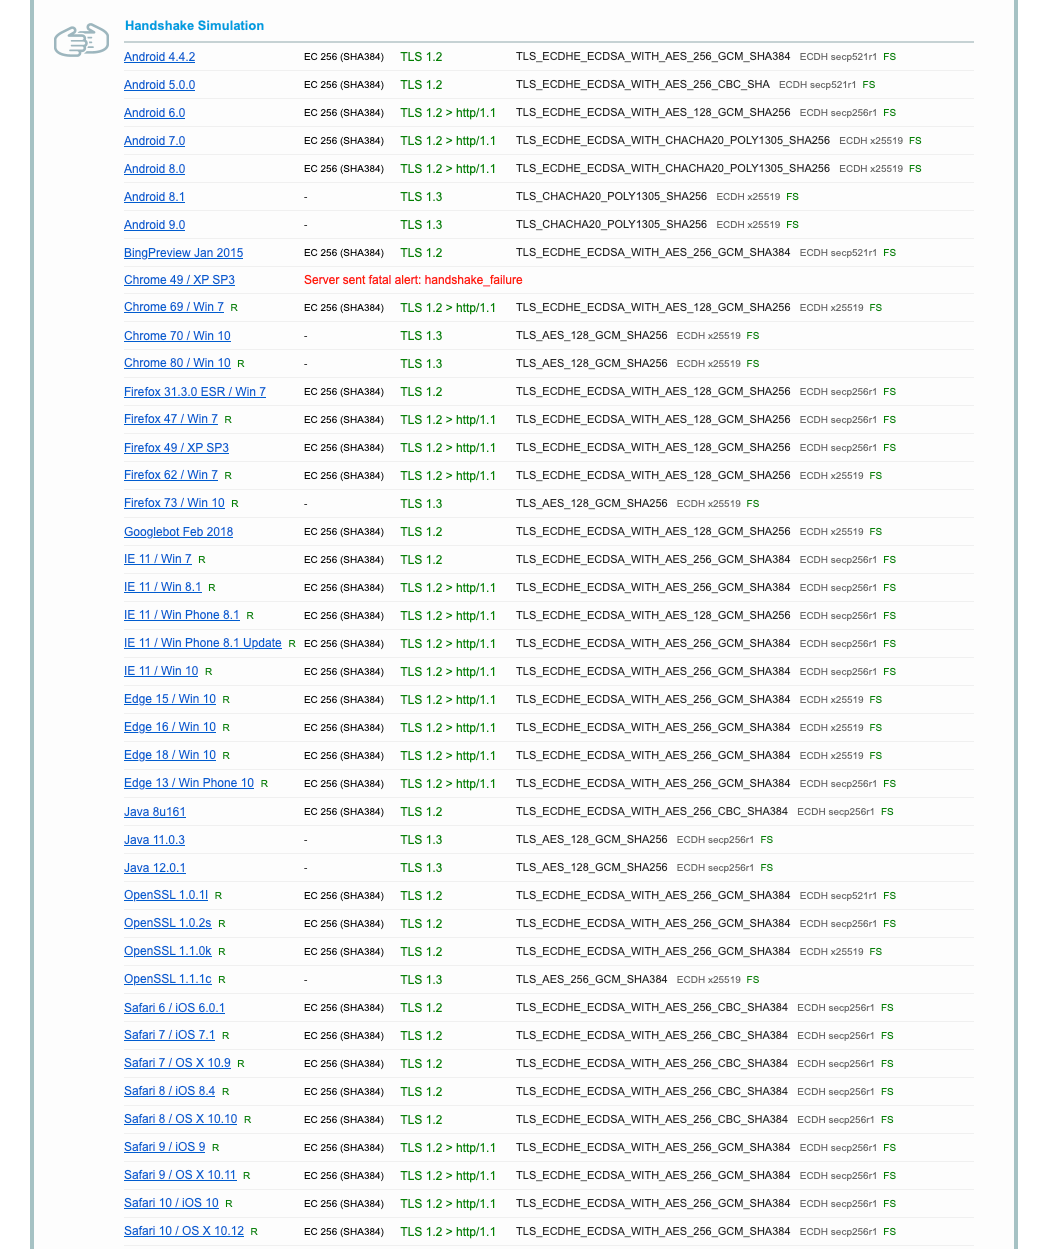 Handshake Simulation
Android 4.4.2 EC 256 (SHA384) TLS 1.2 TLS_ECDHE_ECDSA_WITH_AES_256_GCM_SHA384 ECDH secp521r1 FS
Android 5.0.0 EC 256 (SHA384) TLS 1.2 TLS_ECDHE_ECDSA_WITH_AES_256_CBC_SHA ECDH secp521r1 FS
Android 6.0 EC 256 (SHA384) TLS 1.2 > http/1.1 TLS_ECDHE_ECDSA_WITH_AES_128_GCM_SHA256 ECDH secp256r1 FS
Android 7.0 EC 256 (SHA384) TLS 1.2 > http/1.1 TLS_ECDHE_ECDSA_WITH_CHACHA20_POLY1305_SHA256 ECDH x25519 FS
Android 8.0 EC 256 (SHA384) TLS 1.2 > http/1.1 TLS_ECDHE_ECDSA_WITH_CHACHA20_POLY1305_SHA256 ECDH x25519 FS
Android 8.1 - TLS 1.3 TLS_CHACHA20_POLY1305_SHA256 ECDH x25519 FS
Android 9.0 - TLS 1.3 TLS_CHACHA20_POLY1305_SHA256 ECDH x25519 FS
BingPreview Jan 2015 EC 256 (SHA384) TLS 1.2 TLS_ECDHE_ECDSA_WITH_AES_256_GCM_SHA384 ECDH secp521r1 FS
Chrome 49 / XP SP3 Server sent fatal alert: handshake_failure
Chrome 69 / Win 7 R EC 256 (SHA384) TLS 1.2 > http/1.1 TLS_ECDHE_ECDSA_WITH_AES_128_GCM_SHA256 ECDH x25519 FS
Chrome 70 / Win 10 - TLS 1.3 TLS_AES_128_GCM_SHA256 ECDH x25519 FS
Chrome 80 / Win 10 R - TLS 1.3 TLS_AES_128_GCM_SHA256 ECDH x25519 FS
Firefox 31.3.0 ESR / Win 7 EC 256 (SHA384) TLS 1.2 TLS_ECDHE_ECDSA_WITH_AES_128_GCM_SHA256 ECDH secp256r1 FS
Firefox 47 / Win 7 R EC 256 (SHA384) TLS 1.2 > http/1.1 TLS_ECDHE_ECDSA_WITH_AES_128_GCM_SHA256 ECDH secp256r1 FS
Firefox 49 / XP SP3 EC 256 (SHA384) TLS 1.2 > http/1.1 TLS_ECDHE_ECDSA_WITH_AES_128_GCM_SHA256 ECDH secp256r1 FS
Firefox 62 / Win 7 R EC 256 (SHA384) TLS 1.2 > http/1.1 TLS_ECDHE_ECDSA_WITH_AES_128_GCM_SHA256 ECDH x25519 FS
Firefox 73 / Win 10 R - TLS 1.3 TLS_AES_128_GCM_SHA256 ECDH x25519 FS
Googlebot Feb 2018 EC 256 (SHA384) TLS 1.2 TLS_ECDHE_ECDSA_WITH_AES_128_GCM_SHA256 ECDH x25519 FS
IE 11 / Win 7 R EC 256 (SHA384) TLS 1.2 TLS_ECDHE_ECDSA_WITH_AES_256_GCM_SHA384 ECDH secp256r1 FS
IE 11 / Win 8.1 R EC 256 (SHA384) TLS 1.2 > http/1.1 TLS_ECDHE_ECDSA_WITH_AES_256_GCM_SHA384 ECDH secp256r1 FS
IE 11 / Win Phone 8.1 R EC 256 (SHA384) TLS 1.2 > http/1.1 TLS_ECDHE_ECDSA_WITH_AES_128_GCM_SHA256 ECDH secp256r1 FS
IE 11 / Win Phone 8.1 Update R EC 256 (SHA384) TLS 1.2 > http/1.1 TLS_ECDHE_ECDSA_WITH_AES_256_GCM_SHA384 ECDH secp256r1 FS
IE 11 / Win 10 R EC 256 (SHA384) TLS 1.2 > http/1.1 TLS_ECDHE_ECDSA_WITH_AES_256_GCM_SHA384 ECDH secp256r1 FS
Edge 15 / Win 10 R EC 256 (SHA384) TLS 1.2 > http/1.1 TLS_ECDHE_ECDSA_WITH_AES_256_GCM_SHA384 ECDH x25519 FS
Edge 16 / Win 10 R EC 256 (SHA384) TLS 1.2 > http/1.1 TLS_ECDHE_ECDSA_WITH_AES_256_GCM_SHA384 ECDH x25519 FS
Edge 18 / Win 10 R EC 256 (SHA384) TLS 1.2 > http/1.1 TLS_ECDHE_ECDSA_WITH_AES_256_GCM_SHA384 ECDH x25519 FS
Edge 13 / Win Phone 10 R EC 256 (SHA384) TLS 1.2 > http/1.1 TLS_ECDHE_ECDSA_WITH_AES_256_GCM_SHA384 ECDH secp256r1 FS
Java 8u161 EC 256 (SHA384) TLS 1.2 TLS_ECDHE_ECDSA_WITH_AES_256_CBC_SHA384 ECDH secp256r1 FS
Java 11.0.3 - TLS 1.3 TLS_AES_128_GCM_SHA256 ECDH secp256r1 FS
Java 12.0.1 - TLS 1.3 TLS_AES_128_GCM_SHA256 ECDH secp256r1 FS
OpenSSL 1.0.1l R EC 256 (SHA384) TLS 1.2 TLS_ECDHE_ECDSA_WITH_AES_256_GCM_SHA384 ECDH secp521r1 FS
OpenSSL 1.0.2s R EC 256 (SHA384) TLS 1.2 TLS_ECDHE_ECDSA_WITH_AES_256_GCM_SHA384 ECDH secp256r1 FS
OpenSSL 1.1.0k R EC 256 (SHA384) TLS 1.2 TLS_ECDHE_ECDSA_WITH_AES_256_GCM_SHA384 ECDH x25519 FS
OpenSSL 1.1.1c R - TLS 1.3 TLS_AES_256_GCM_SHA384 ECDH x25519 FS
Safari 6 / iOS 6.0.1 EC 256 (SHA384) TLS 1.2 TLS_ECDHE_ECDSA_WITH_AES_256_CBC_SHA384 ECDH secp256r1 FS
Safari 7 / iOS 7.1 R EC 256 (SHA384) TLS 1.2 TLS_ECDHE_ECDSA_WITH_AES_256_CBC_SHA384 ECDH secp256r1 FS
Safari 7 / OS X 10.9 R EC 256 (SHA384) TLS 1.2 TLS_ECDHE_ECDSA_WITH_AES_256_CBC_SHA384 ECDH secp256r1 FS
Safari 8 / iOS 8.4 R EC 256 (SHA384) TLS 1.2 TLS_ECDHE_ECDSA_WITH_AES_256_CBC_SHA384 ECDH secp256r1 FS
Safari 8 / OS X 10.10 R EC 256 (SHA384) TLS 1.2 TLS_ECDHE_ECDSA_WITH_AES_256_CBC_SHA384 ECDH secp256r1 FS
Safari 9 / iOS 9 R EC 256 (SHA384) TLS 1.2 > http/1.1 TLS_ECDHE_ECDSA_WITH_AES_256_GCM_SHA384 ECDH secp256r1 FS
Safari 9 / OS X 10.11 R EC 256 (SHA384) TLS 1.2 > http/1.1 TLS_ECDHE_ECDSA_WITH_AES_256_GCM_SHA384 ECDH secp256r1 FS
Safari 10 / iOS 10 R EC 256 (SHA384) TLS 1.2 > http/1.1 TLS_ECDHE_ECDSA_WITH_AES_256_GCM_SHA384 ECDH secp256r1 FS
Safari 10 / OS X 10.12 R EC 256 (SHA384) TLS 1.2 > http/1.1 TLS_ECDHE_ECDSA_WITH_AES_256_GCM_SHA384 ECDH secp256r1 FS